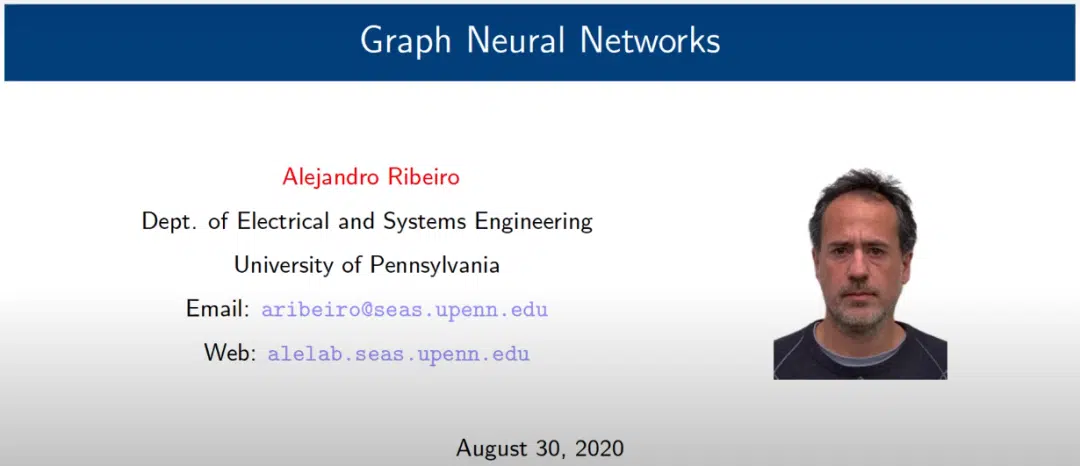 Graph Neural Networks
Alejandro Ribeiro
Dept. of Electrical and Systems Engineering
University of Pennsylvania
Email: aribeiro@seas.upenn.edu
Web: alelab.seas.upenn.edu
August 30, 2020